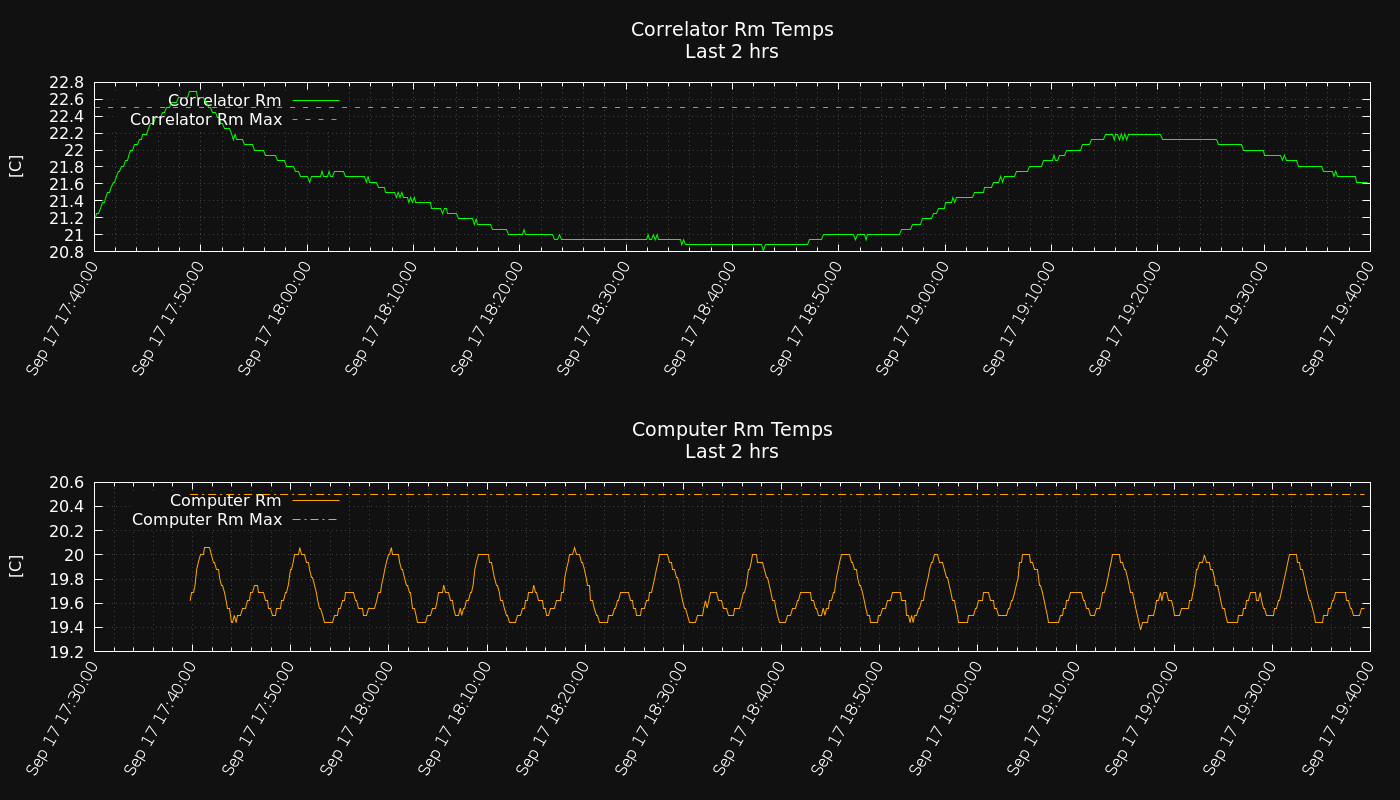 Correlator Rm Temps
Last 2 hrs
22.8
22.6
22.4
22.2
22
21.8
21.6
21.4
21.2
21
20.8
[C]
Correlator Rm
Correlator Rm Max
Sep 17 17:40:00
Sep 17 17:50:00
Sep 17 18:00:00
Sep 17 18:10:00
Sep 17 18:20:00
Sep 17 18:30:00
Sep 17 18:40:00
Sep 17 18:50:00
Sep 17 19:00:00
Sep 17 19:10:00
Sep 17 19:20:00
Sep 17 19:30:00
Sep 17 19:40:00
Computer Rm Temps
Last 2 hrs
20.6
20.4
20.2
20
19.8
19.6
19.4
19.2
[C]
Computer Rm
Computer Rm Max
Sep 17 17:30:00
Sep 17 17:40:00
Sep 17 17:50:00
Sep 17 18:00:00
Sep 17 18:10:00
Sep 17 18:20:00
Sep 17 18:30:00
Sep 17 18:40:00
Sep 17 18:50:00
Sep 17 19:00:00
Sep 17 19:10:00
Sep 17 19:20:00
Sep 17 19:30:00
Sep 17 19:40:00